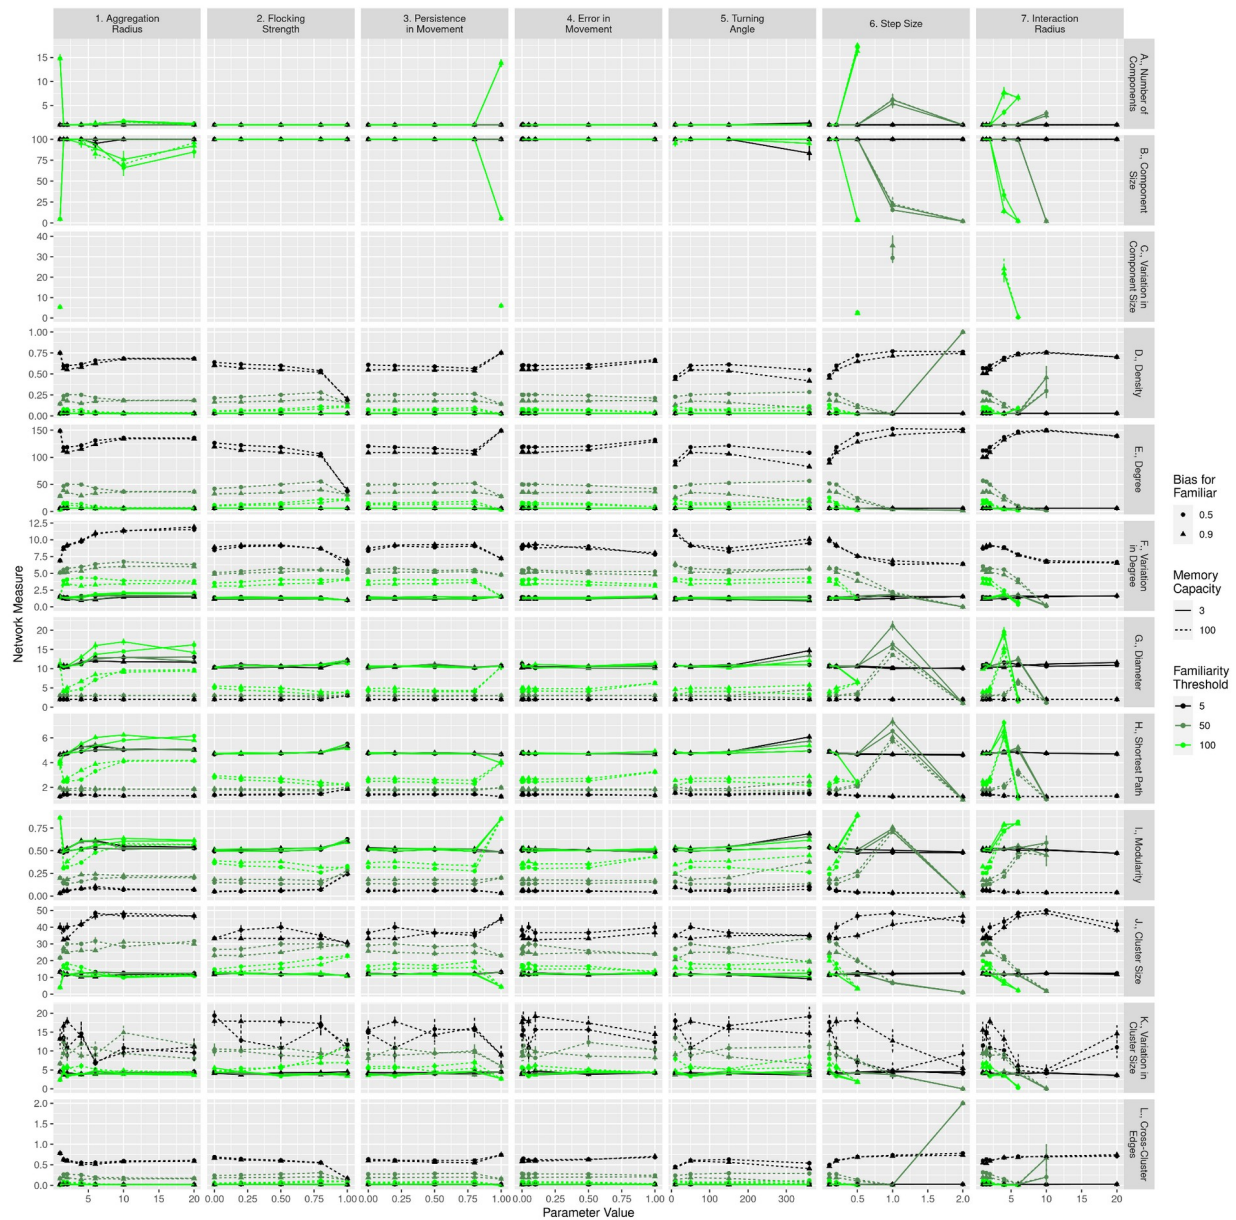 1. Aggregation
Radius
2. Flocking
Strength
3. Persistence
in Movement
4. Error in
Movement
5. Turning
Angle
6. Step Size
7. Interaction
Radius
15
10
5
A., Number of
Components
100
75
50
25
0
B., Component
Size
40
30
20
10
0
C., Variation in
Component Size
1.00
0.75
0.50
0.25
0.00
D., Density
150
100
50
0
E., Degree
12.5
10.0
7.5
5.0
2.5
0.0
F., Variation
in Degree
20
15
10
5
0
G., Diameter
6
4
2
H., Shortest Path
0.75
0.50
0.25
0.00
I., Modularity
50
40
30
20
10
0
J., Cluster Size
20
15
10
5
0
K., Variation in
Cluster Size
2.0
1.5
1.0
0.5
0.0
L., Cross-Cluster
Edges
5 10 15 20
0.00 0.25 0.50 0.75 1.00
0.00 0.25 0.50 0.75 1.00
0.00 0.25 0.50 0.75 1.00
0 100 200 300
0.5 1.0 1.5 2.0
5 10 15 20
Parameter Value
Network Measure
Bias for
Familiar
0.5
0.9
Memory
Capacity
3
100
Familiarity
Threshold
5
50
100